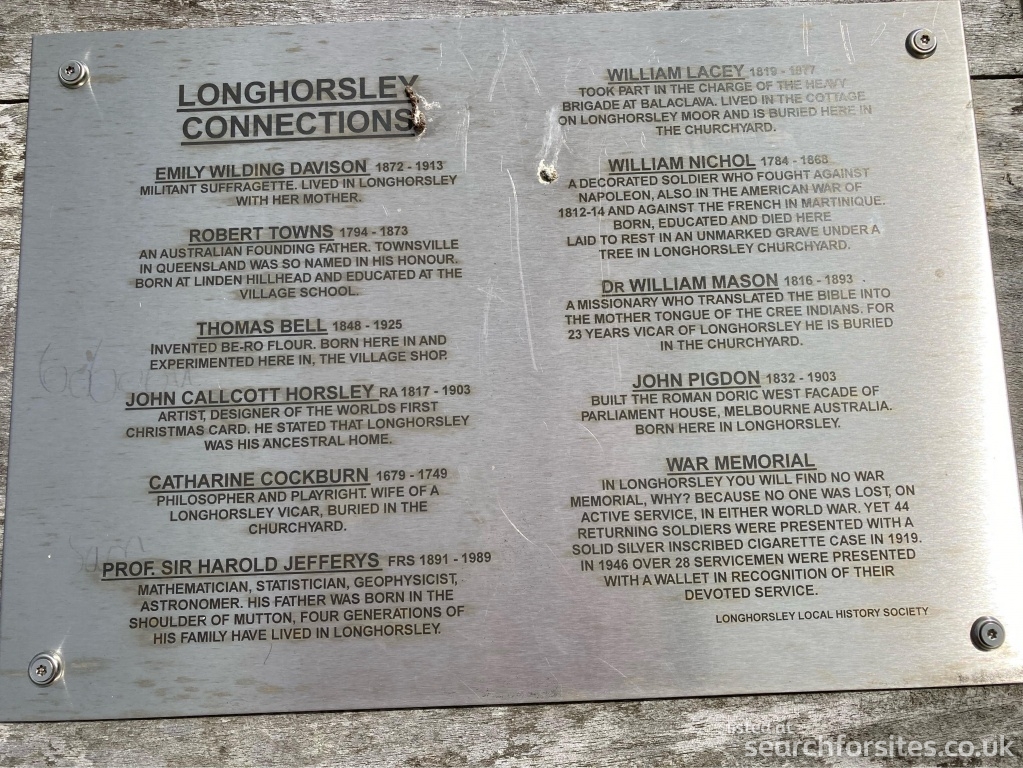 LONGHORSLEY
CONNECTIONS
EMILY WILDING DAVISON 1872 - 1913
MILITANT SUFFRAGETTE. LIVED IN LONGHORSLEY
WITH HER MOTHER.
ROBERT TOWNS 1794 - 1873
AN AUSTRALIAN FOUNDING FATHER. TOWNSVILLE
IN QUEENSLAND WAS SO NAMED IN HIS HONOUR.
BORN AT LINDEN HILLHEAD AND EDUCATED AT THE
VILLAGE SCHOOL.
THOMAS BELL 1848 - 1925
INVENTED BE-RO FLOUR. BORN HERE IN AND
EXPERIMENTED HERE IN, THE VILLAGE SHOP.
JOHN CALLCOTT HORSLEY RA 1817 - 1903
ARTIST, DESIGNER OF THE WORLDS FIRST
CHRISTMAS CARD. HE STATED THAT LONGHORSLEY
WAS HIS ANCESTRAL HOME.
CATHARINE COCKBURN 1679 - 1749
PHILOSOPHER AND PLAYRIGHT. WIFE OF A
LONGHORSLEY VICAR, BURIED IN THE
CHURCHYARD.
PROF. SIR HAROLD JEFFERYS FRS 1891 - 1989
MATHEMATICIAN, STATISTICIAN, GEOPHYSICIST,
ASTRONOMER. HIS FATHER WAS BORN IN THE
SHOULDER OF MUTTON, FOUR GENERATIONS OF
HIS FAMILY HAVE LIVED IN LONGHORSLEY.
WILLIAM LACEY 1819 - 1877
TOOK PART IN THE CHARGE OF THE HEAVY
BRIGADE AT BALACLAVA. LIVED IN THE COTTAGE
ON LONGHORSLEY MOOR AND IS BURIED HERE IN
THE CHURCHYARD.
WILLIAM NICHOL 1784 - 1868
A DECORATED SOLDIER WHO FOUGHT AGAINST
NAPOLEON, ALSO IN THE AMERICAN WAR OF
1812-14 AND AGAINST THE FRENCH IN MARTINIQUE.
BORN, EDUCATED AND DIED HERE
LAID TO REST IN AN UNMARKED GRAVE UNDER A
TREE IN LONGHORSLEY CHURCHYARD.
DR WILLIAM MASON 1816 - 1893
A MISSIONARY WHO TRANSLATED THE BIBLE INTO
THE MOTHER TONGUE OF THE CREE INDIANS. FOR
23 YEARS VICAR OF LONGHORSLEY HE IS BURIED
IN THE CHURCHYARD.
JOHN PIGDON 1832 - 1903
BUILT THE ROMAN DORIC WEST FACADE OF
PARLIAMENT HOUSE, MELBOURNE AUSTRALIA.
BORN HERE IN LONGHORSLEY.
WAR MEMORIAL
IN LONGHORSLEY YOU WILL FIND NO WAR
MEMORIAL, WHY? BECAUSE NO ONE WAS LOST, ON
ACTIVE SERVICE, IN EITHER WORLD WAR. YET 44
RETURNING SOLDIERS WERE PRESENTED WITH A
SOLID SILVER INSCRIBED CIGARETTE CASE IN 1919.
IN 1946 OVER 28 SERVICEMEN WERE PRESENTED
WITH A WALLET IN RECOGNITION OF THEIR
DEVOTED SERVICE.
LONGHORSLEY LOCAL HISTORY SOCIETY
listed at
searchforsites.co.uk